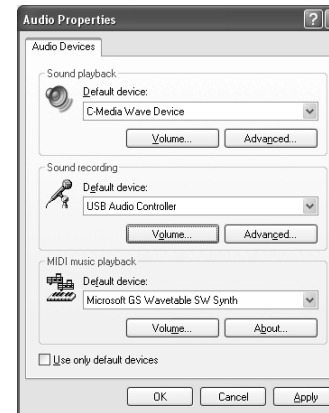 Audio Properties ?
Audio Devices
Sound playback
Default device:
C-Media Wave Device
Volume... Advanced...
Sound recording
Default device:
USB Audio Controller
Volume... Advanced...
MIDI music playback
Default device:
Microsoft GS Wavetable SW Synth
Volume... About...
Use only default devices
OK Cancel Apply